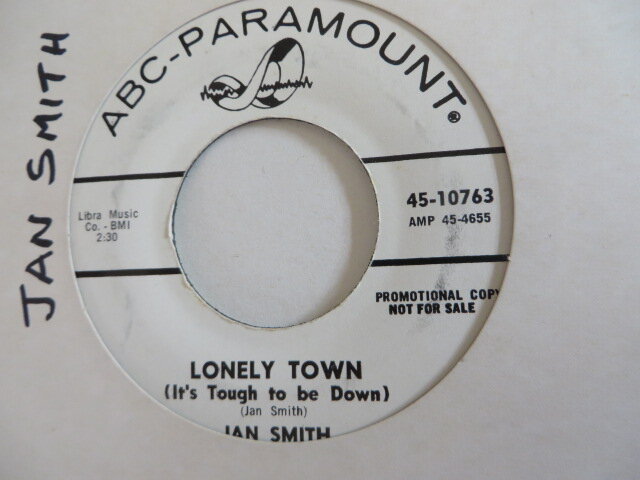 JAN SMITH
ABC-PARAMOUNT®
Libra Music
Co. - BMI
2:30
45-10763
AMP 45-4655
PROMOTIONAL COPY
NOT FOR SALE
LONELY TOWN
(It's Tough to be Down)
(Jan Smith)
JAN SMITH